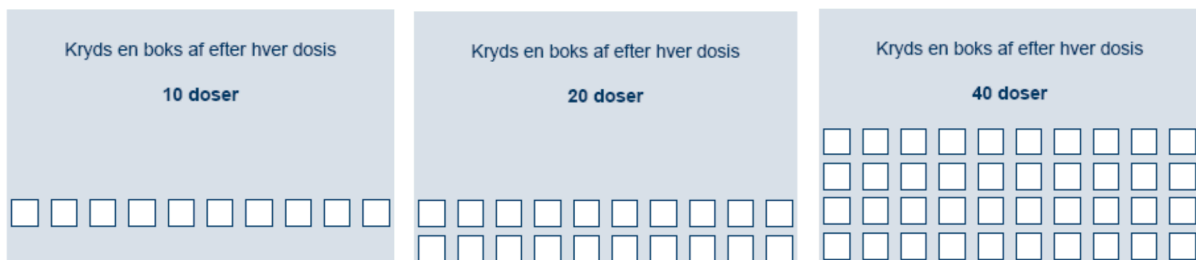 Kryds en boks af efter hver dosis
10 doser
Kryds en boks af efter hver dosis
20 doser
Kryds en boks af efter hver dosis
40 doser